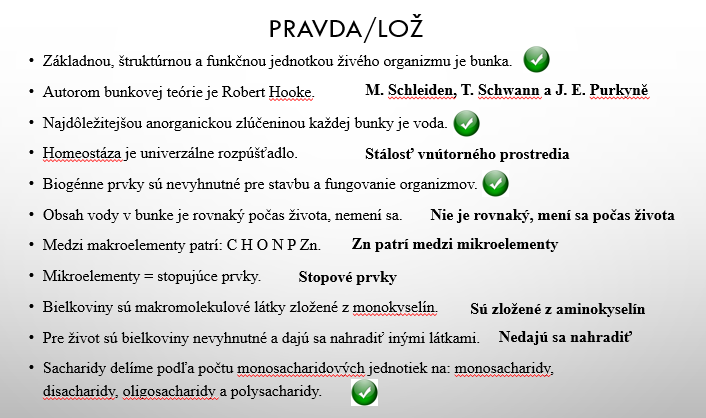 PRAVDA/LOŽ
• Základnou, štruktúrnou a funkčnou jednotkou živého organizmu je bunka.
• Autorom bunkovej teórie je Robert Hooke. M. Schleiden, T. Schwann a J. E. Purkyně
• Najdôležitejšou anorganickou zlúčeninou každej bunky je voda.
• Homeostáza je univerzálne rozpúšťadlo. Stálosť vnútorného prostredia
• Biogénne prvky sú nevyhnutné pre stavbu a fungovanie organizmov.
• Obsah vody v bunke je rovnaký počas života, nemení sa. Nie je rovnaký, mení sa počas života
• Medzi makroelementy patrí: C H O N P Zn. Zn patrí medzi mikroelementy
• Mikroelementy = stopujúce prvky. Stopové prvky
• Bielkoviny sú makromolekulové látky zložené z monokyselín. Sú zložené z aminokyselín
• Pre život sú bielkoviny nevyhnutné a dajú sa nahradiť inými látkami. Nedajú sa nahradiť
• Sacharidy delíme podľa počtu monosacharidových jednotiek na: monosacharidy,
disacharidy, oligosacharidy a polysacharidy.